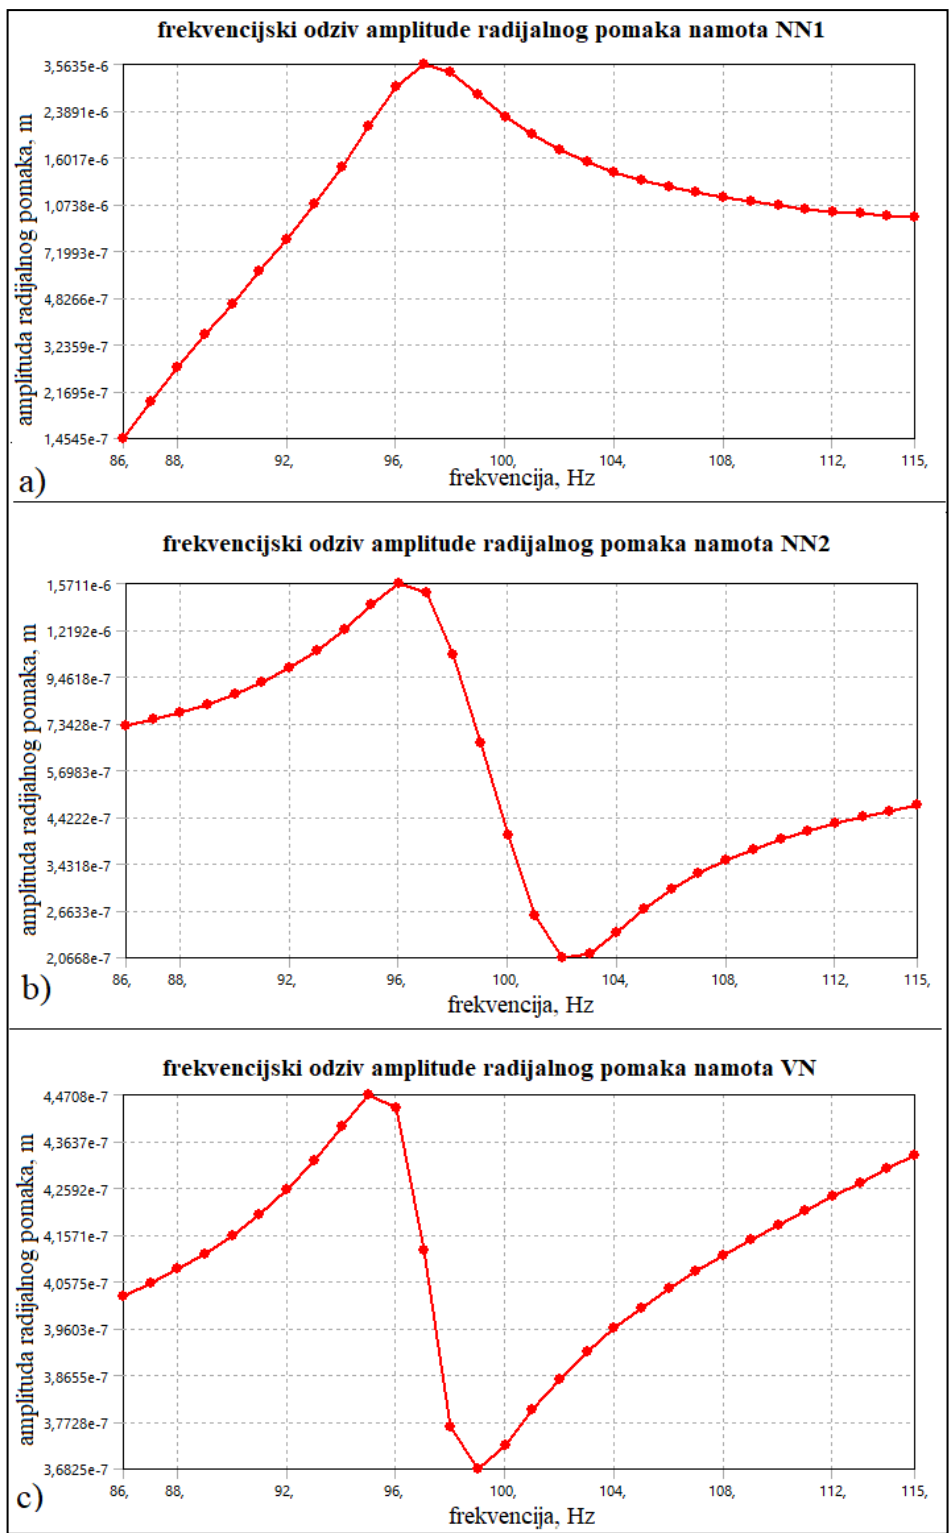 frekvencijski odziv amplitude radijalnog pomaka namota NN1
amplituda radijalnog pomaka, m
3,5635e-6
2,3891e-6
1,6017e-6
1,0738e-6
7,1993e-7
4,8266e-7
3,2359e-7
2,1695e-7
1,4545e-7
86, 88, 92, 96, 100, 104, 108, 112, 115,
frekvencija, Hz
a)
frekvencijski odziv amplitude radijalnog pomaka namota NN2
amplituda radijalnog pomaka, m
1,5711e-6
1,2192e-6
9,4618e-7
7,3428e-7
5,6983e-7
4,4222e-7
3,4318e-7
2,6633e-7
2,0668e-7
86, 88, 92, 96, 100, 104, 108, 112, 115,
frekvencija, Hz
b)
frekvencijski odziv amplitude radijalnog pomaka namota VN
amplituda radijalnog pomaka, m
4,4708e-7
4,3637e-7
4,2592e-7
4,1571e-7
4,0575e-7
3,9603e-7
3,8655e-7
3,7728e-7
3,6825e-7
86, 88, 92, 96, 100, 104, 108, 112, 115,
frekvencija, Hz
c)